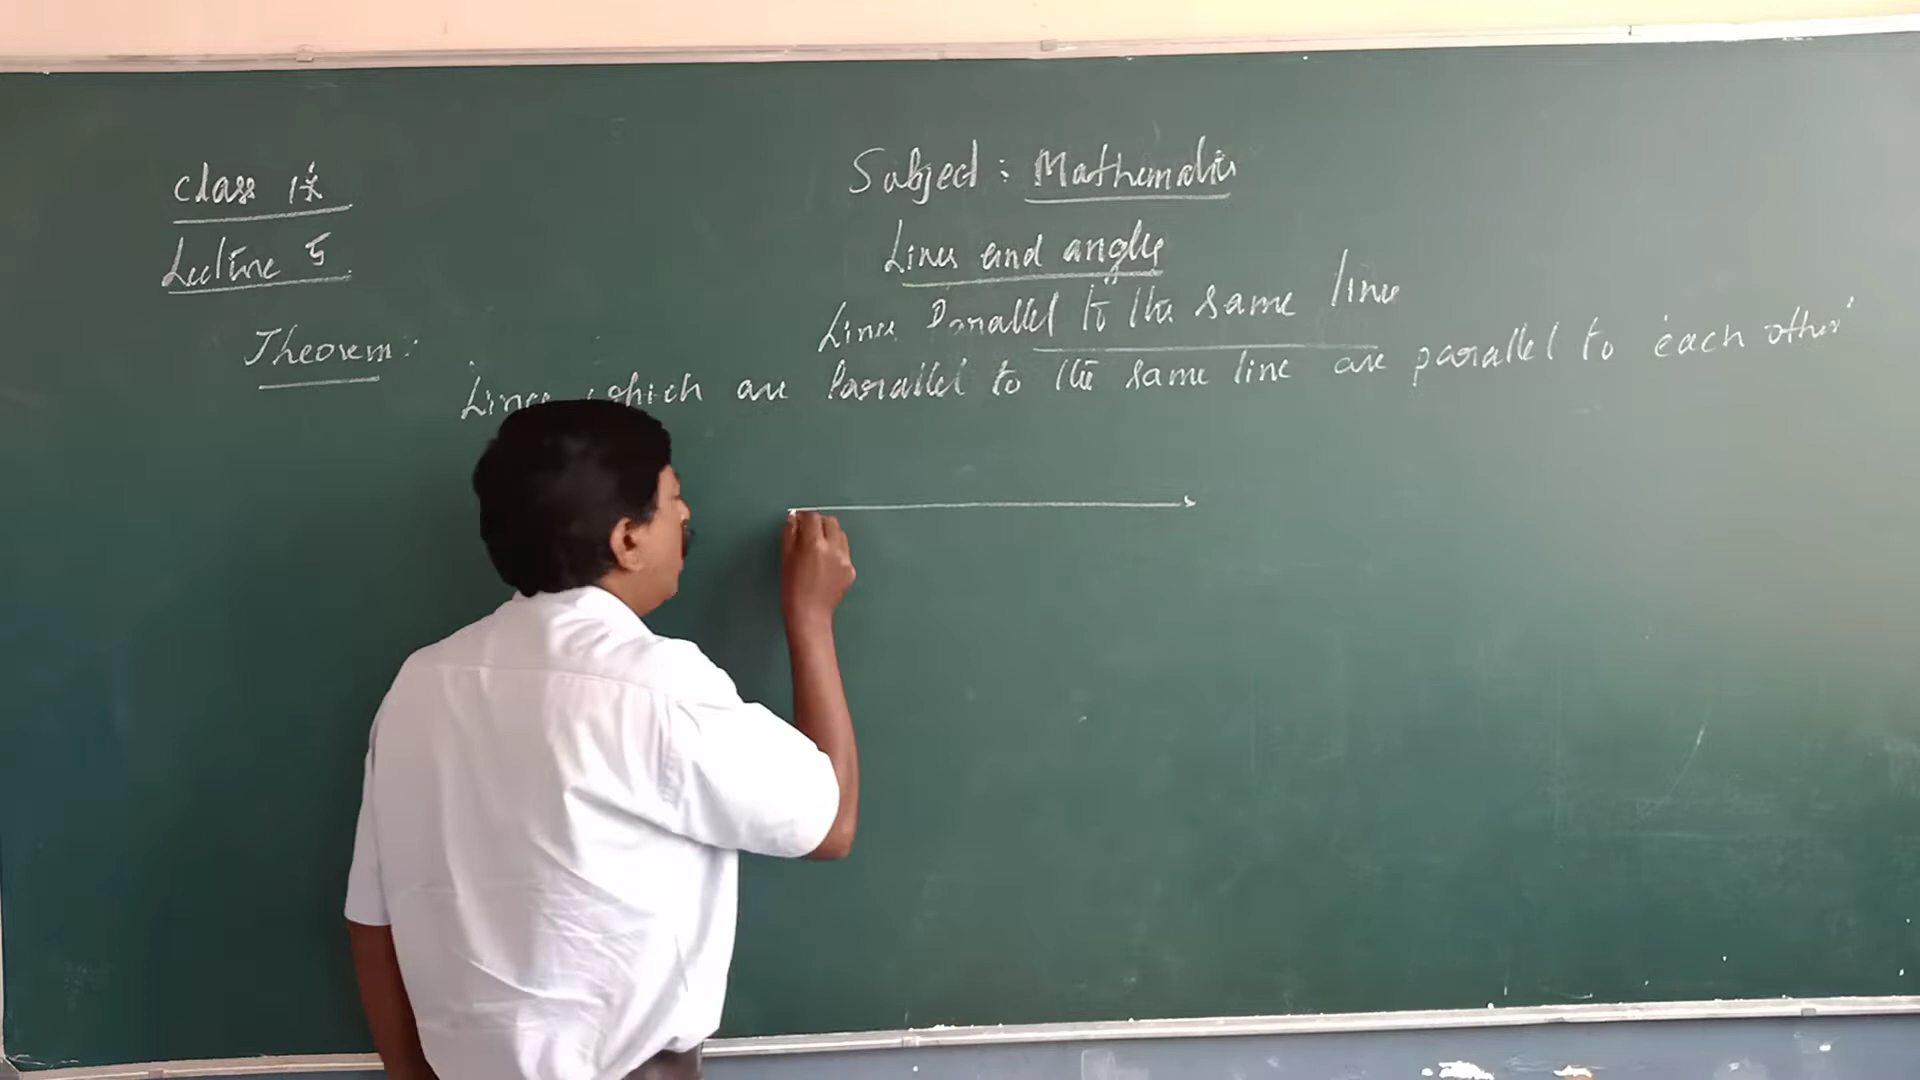 Class IX
Subject : Mathematics
Lecture 5
Lines and angles
Lines Parallel to the same line
Theorem:
Lines which are Parallel to the same line are parallel to each other.